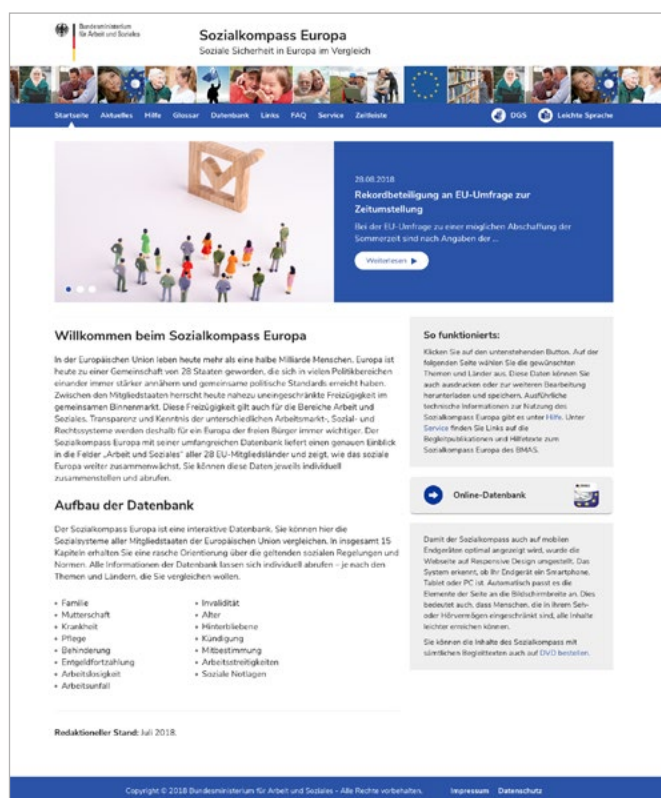 Bundesministerium
für Arbeit und Soziales
Sozialkompass Europa
Soziale Sicherheit in Europa im Vergleich
Startseite Aktuelles Hilfe Glossar Datenbank Links FAQ Service Zeitleiste DGS Leichte Sprache
28.08.2018
Rekordbeteiligung an EU-Umfrage zur
Zeitumstellung
Bei der EU-Umfrage zu einer möglichen Abschaffung der
Sommerzeit sind nach Angaben der ...
Weiterlesen
Willkommen beim Sozialkompass Europa
In der Europäischen Union leben heute mehr als eine halbe Milliarde Menschen. Europa ist
heute zu einer Gemeinschaft von 28 Staaten geworden, die sich in vielen Politikbereichen
einander immer stärker annähern und gemeinsame politische Standards erreicht haben.
Zwischen den Mitgliedstaaten herrscht heute nahezu uneingeschränkte Freizügigkeit im
gemeinsamen Binnenmarkt. Diese Freizügigkeit gilt auch für die Bereiche Arbeit und
Soziales. Transparenz und Kenntnis der unterschiedlichen Arbeitsmarkt-, Sozial- und
Rechtssysteme werden deshalb für ein Europa der freien Bürger immer wichtiger. Der
Sozialkompass Europa mit seiner umfangreichen Datenbank liefert einen genauen Einblick
in die Felder „Arbeit und Soziales" aller 28 EU-Mitgliedsländer und zeigt, wie das soziale
Europa weiter zusammenwächst. Sie können diese Daten jeweils individuell
zusammenstellen und abrufen.
Aufbau der Datenbank
Der Sozialkompass Europa ist eine interaktive Datenbank. Sie können hier die
Sozialsysteme aller Mitgliedstaaten der Europäischen Union vergleichen. In insgesamt 15
Kapiteln erhalten Sie eine rasche Orientierung über die geltenden sozialen Regelungen und
Normen. Alle Informationen der Datenbank lassen sich individuell abrufen – je nach den
Themen und Ländern, die Sie vergleichen wollen.
• Familie
• Mutterschaft
• Krankheit
• Pflege
• Behinderung
• Entgeldfortzahlung
• Arbeitslosigkeit
• Arbeitsunfall
• Invalidität
• Alter
• Hinterbliebene
• Kündigung
• Mitbestimmung
• Arbeitsstreitigkeiten
• Soziale Notlagen
Redaktioneller Stand: Juli 2018.
So funktionierts:
Klicken Sie auf den untenstehenden Button. Auf der
folgenden Seite wählen Sie die gewünschten
Themen und Länder aus. Diese Daten können Sie
auch ausdrucken oder zur weiteren Bearbeitung
herunterladen und speichern. Ausführliche
technische Informationen zur Nutzung des
Sozialkompass Europa gibt es unter Hilfe. Unter
Service finden Sie Links auf die
Begleitpublikationen und Hilfetexte zum
Sozialkompass Europa des BMAS.
Online-Datenbank
Damit der Sozialkompass auch auf mobilen
Endgeräten optimal angezeigt wird, wurde die
Webseite auf Responsive Design umgestellt. Das
System erkennt, ob Ihr Endgerät ein Smartphone,
Tablet oder PC ist. Automatisch passt es die
Elemente der Seite an die Bildschirmbreite an. Dies
bedeutet auch, dass Menschen, die in ihrem Seh-
oder Hörvermögen eingeschränkt sind, alle Inhalte
leichter erreichen können.
Sie können die Inhalte des Sozialkompass mit
sämtlichen Begleittexten auch auf DVD bestellen.
Copyright © 2018 Bundesministerium für Arbeit und Soziales - Alle Rechte vorbehalten. Impressum Datenschutz